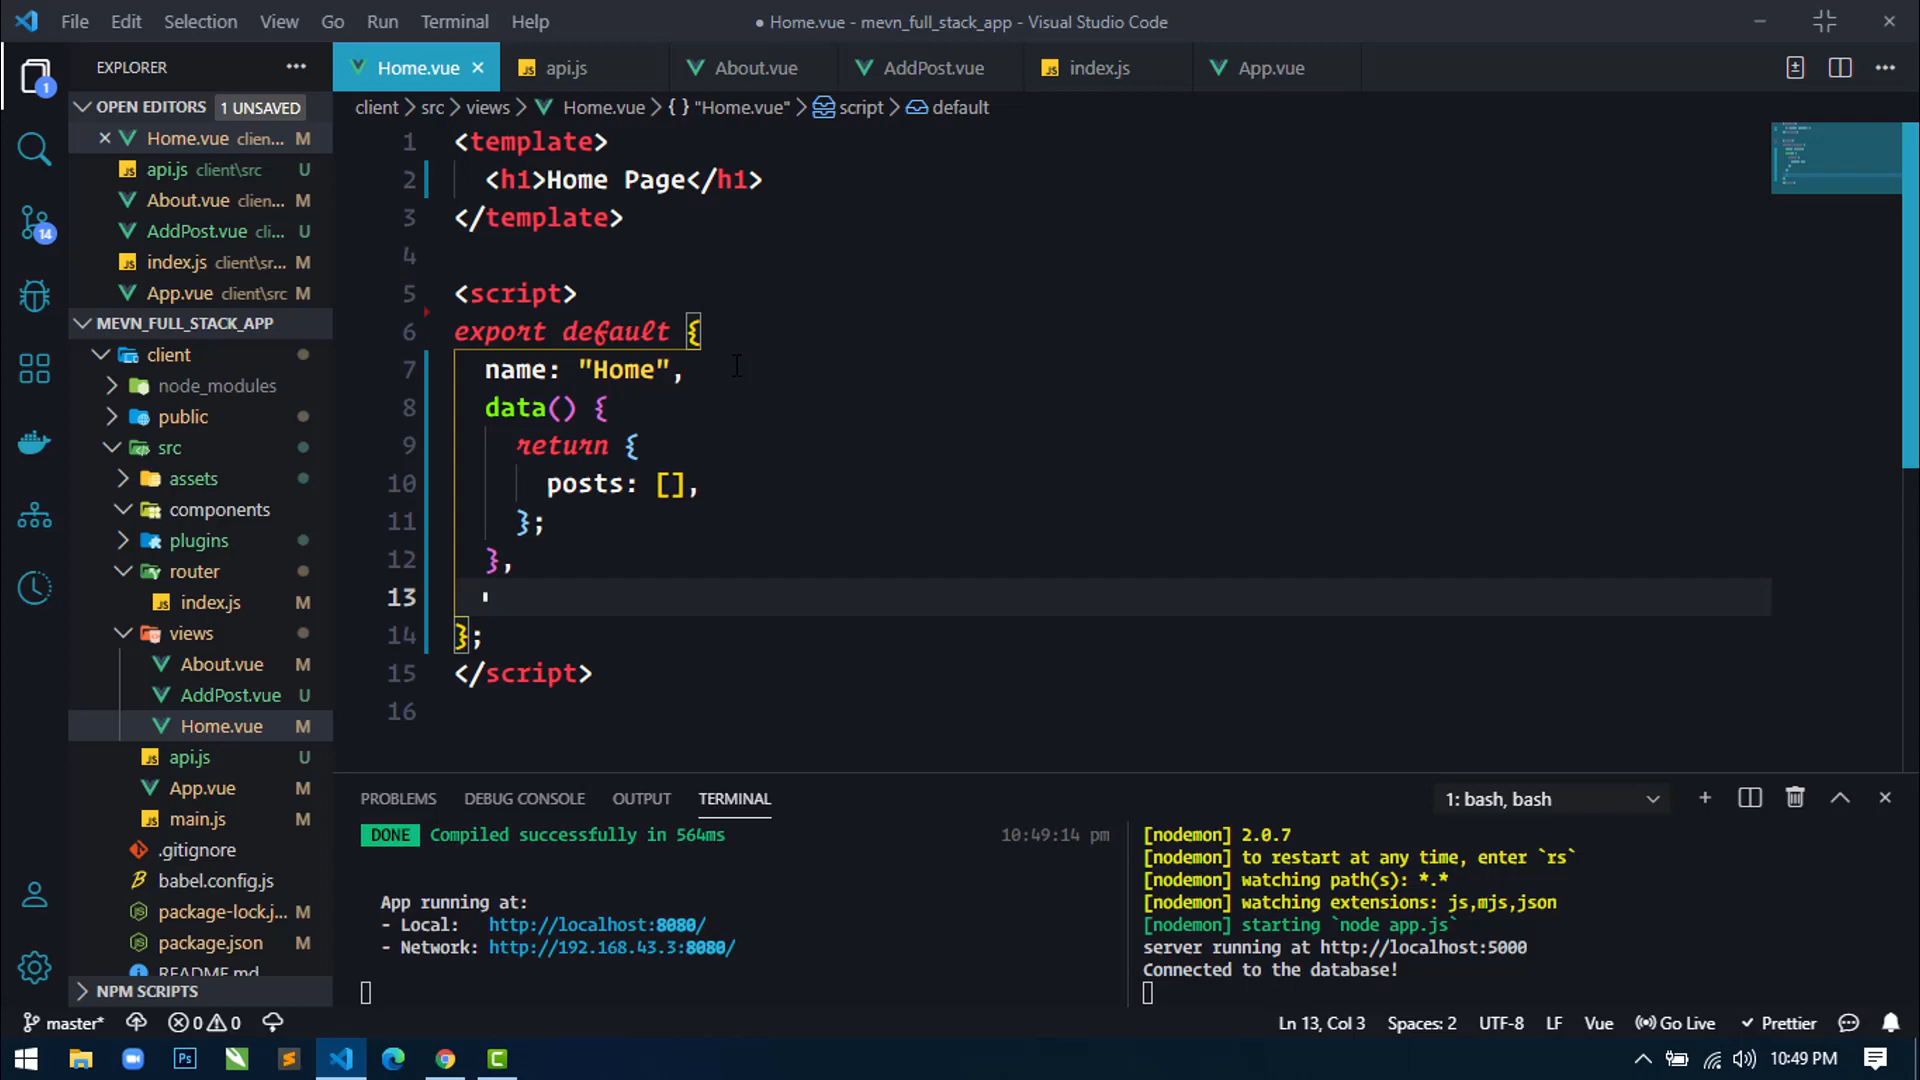 File Edit Selection View Go Run Terminal Help
● Home.vue - mevn_full_stack_app - Visual Studio Code
EXPLORER
Home.vue
api.js
About.vue
AddPost.vue
index.js
App.vue
OPEN EDITORS 1 UNSAVED
Home.vue clien... M
api.js client\src U
About.vue clien... M
AddPost.vue cli... U
index.js client\sr... M
App.vue client\src M
MEVN_FULL_STACK_APP
client
node_modules
public
src
assets
components
plugins
router
index.js M
views
About.vue M
AddPost.vue U
Home.vue M
api.js U
App.vue M
main.js M
.gitignore
babel.config.js
package-lock.j... M
package.json M
README.md
NPM SCRIPTS
1
14
client > src > views > Home.vue > { } "Home.vue" > script > default
1 <template>
2 <h1>Home Page</h1>
3 </template>
4
5 <script>
6 export default {
7 name: "Home",
8 data() {
9 return {
10 posts: [],
11 };
12 },
13
14 };
15 </script>
16
PROBLEMS DEBUG CONSOLE OUTPUT TERMINAL
1: bash, bash
DONE Compiled successfully in 564ms 10:49:14 pm
App running at:
- Local: http://localhost:8080/
- Network: http://192.168.43.3:8080/
[nodemon] 2.0.7
[nodemon] to restart at any time, enter `rs`
[nodemon] watching path(s): *.*
[nodemon] watching extensions: js,mjs,json
[nodemon] starting `node app.js`
server running at http://localhost:5000
Connected to the database!
master* 0 0
Ln 13, Col 3 Spaces: 2 UTF-8 LF Vue Go Live Prettier
Ps
10:49 PM